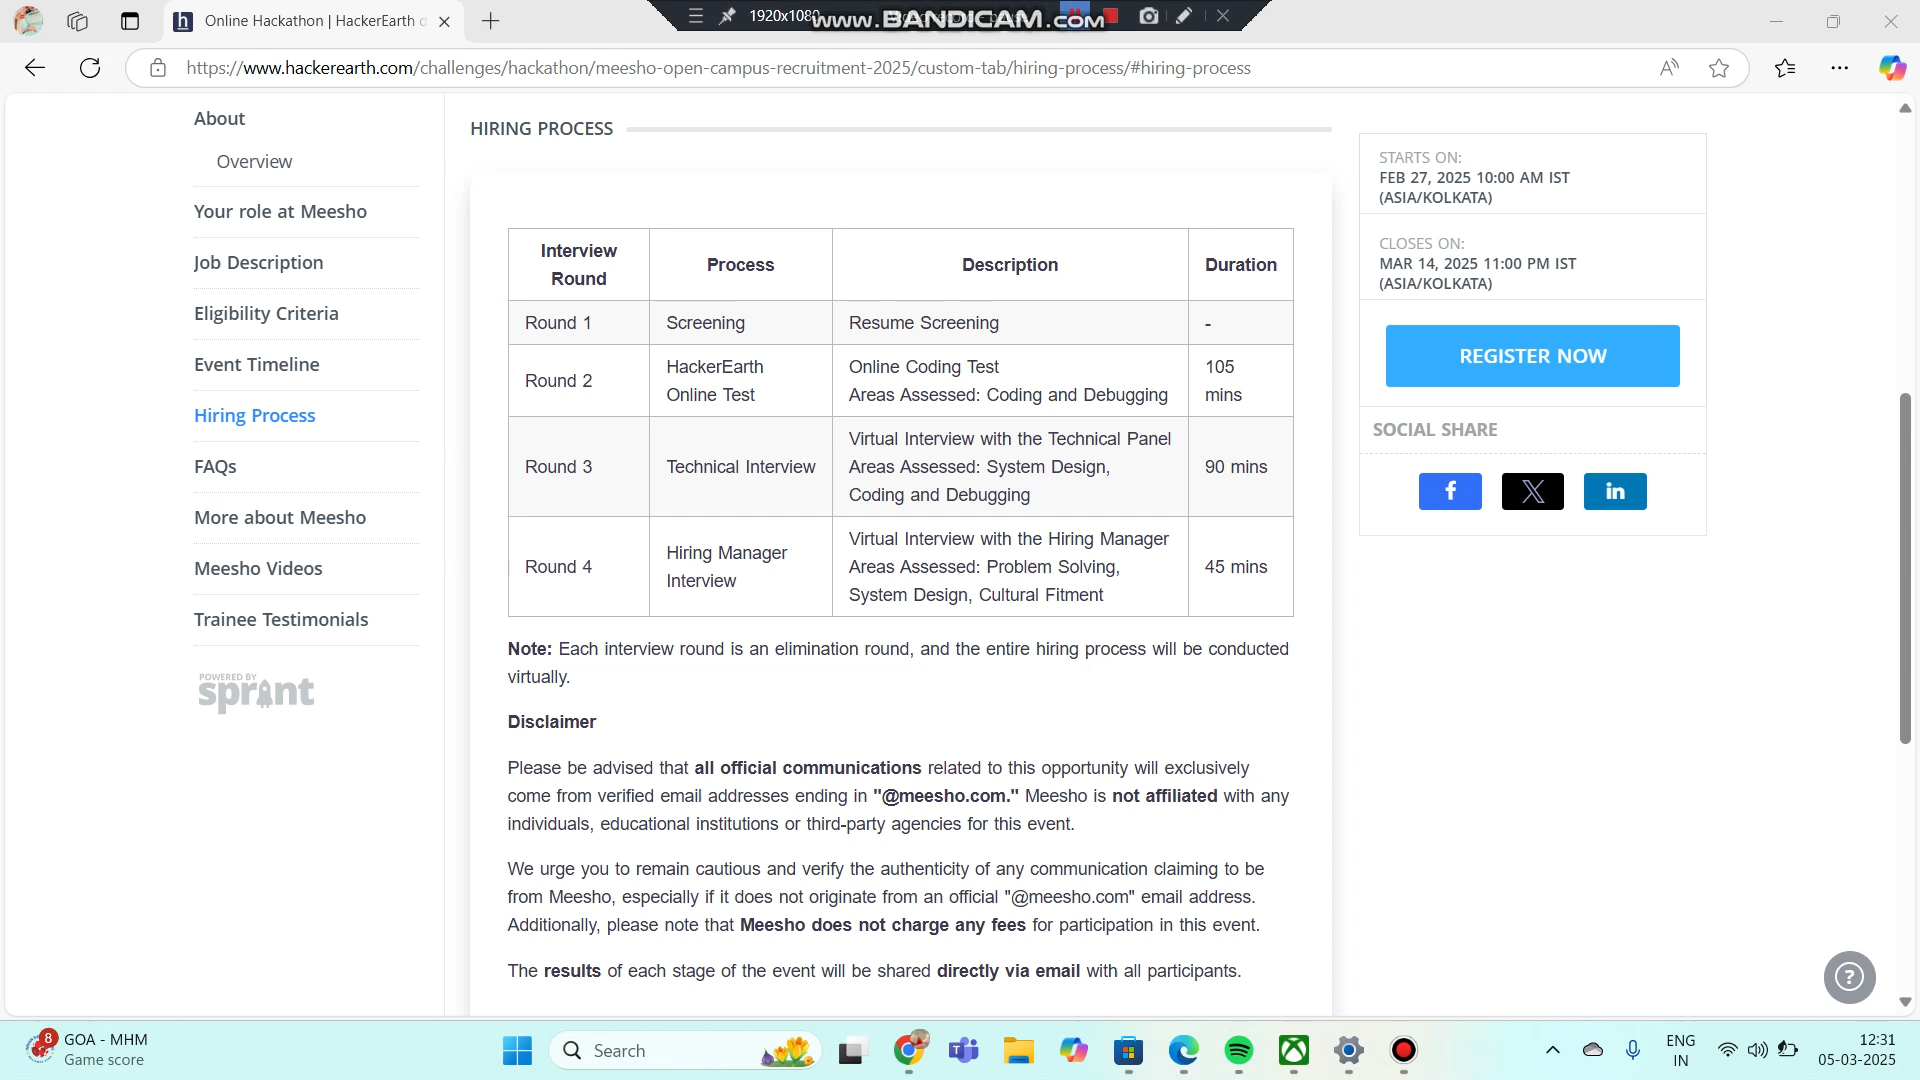 Online Hackathon | HackerEarth d
1920x1080
www.BANDICAM.com
https://www.hackerearth.com/challenges/hackathon/meesho-open-campus-recruitment-2025/custom-tab/hiring-process/#hiring-process
About
Overview
Your role at Meesho
Job Description
Eligibility Criteria
Event Timeline
Hiring Process
FAQs
More about Meesho
Meesho Videos
Trainee Testimonials
POWERED BY
sprint
HIRING PROCESS
Interview
Round
Process
Description
Duration
Round 1
Screening
Resume Screening
-
Round 2
HackerEarth
Online Test
Online Coding Test
Areas Assessed: Coding and Debugging
105
mins
Round 3
Technical Interview
Virtual Interview with the Technical Panel
Areas Assessed: System Design,
Coding and Debugging
90 mins
Round 4
Hiring Manager
Interview
Virtual Interview with the Hiring Manager
Areas Assessed: Problem Solving,
System Design, Cultural Fitment
45 mins
Note: Each interview round is an elimination round, and the entire hiring process will be conducted
virtually.
Disclaimer
Please be advised that all official communications related to this opportunity will exclusively
come from verified email addresses ending in "@meesho.com." Meesho is not affiliated with any
individuals, educational institutions or third-party agencies for this event.
We urge you to remain cautious and verify the authenticity of any communication claiming to be
from Meesho, especially if it does not originate from an official "@meesho.com" email address.
Additionally, please note that Meesho does not charge any fees for participation in this event.
The results of each stage of the event will be shared directly via email with all participants.
STARTS ON:
FEB 27, 2025 10:00 AM IST
(ASIA/KOLKATA)
CLOSES ON:
MAR 14, 2025 11:00 PM IST
(ASIA/KOLKATA)
REGISTER NOW
SOCIAL SHARE
8
GOA - MHM
Game score
Search
ENG
IN
12:31
05-03-2025